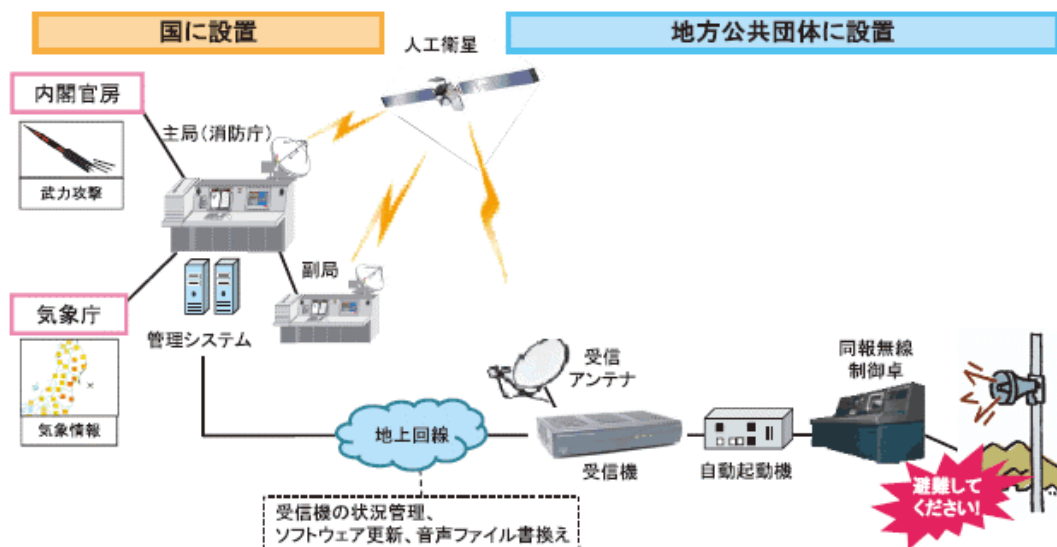 国に設置
地方公共団体に設置
人工衛星
内閣官房
武力攻撃
主局(消防庁)
副局
気象庁
気象情報
管理システム
受信
アンテナ
同報無線
制御卓
地上回線
受信機
自動起動機
避難して
ください!
受信機の状況管理、
ソフトウェア更新、音声ファイル書換え